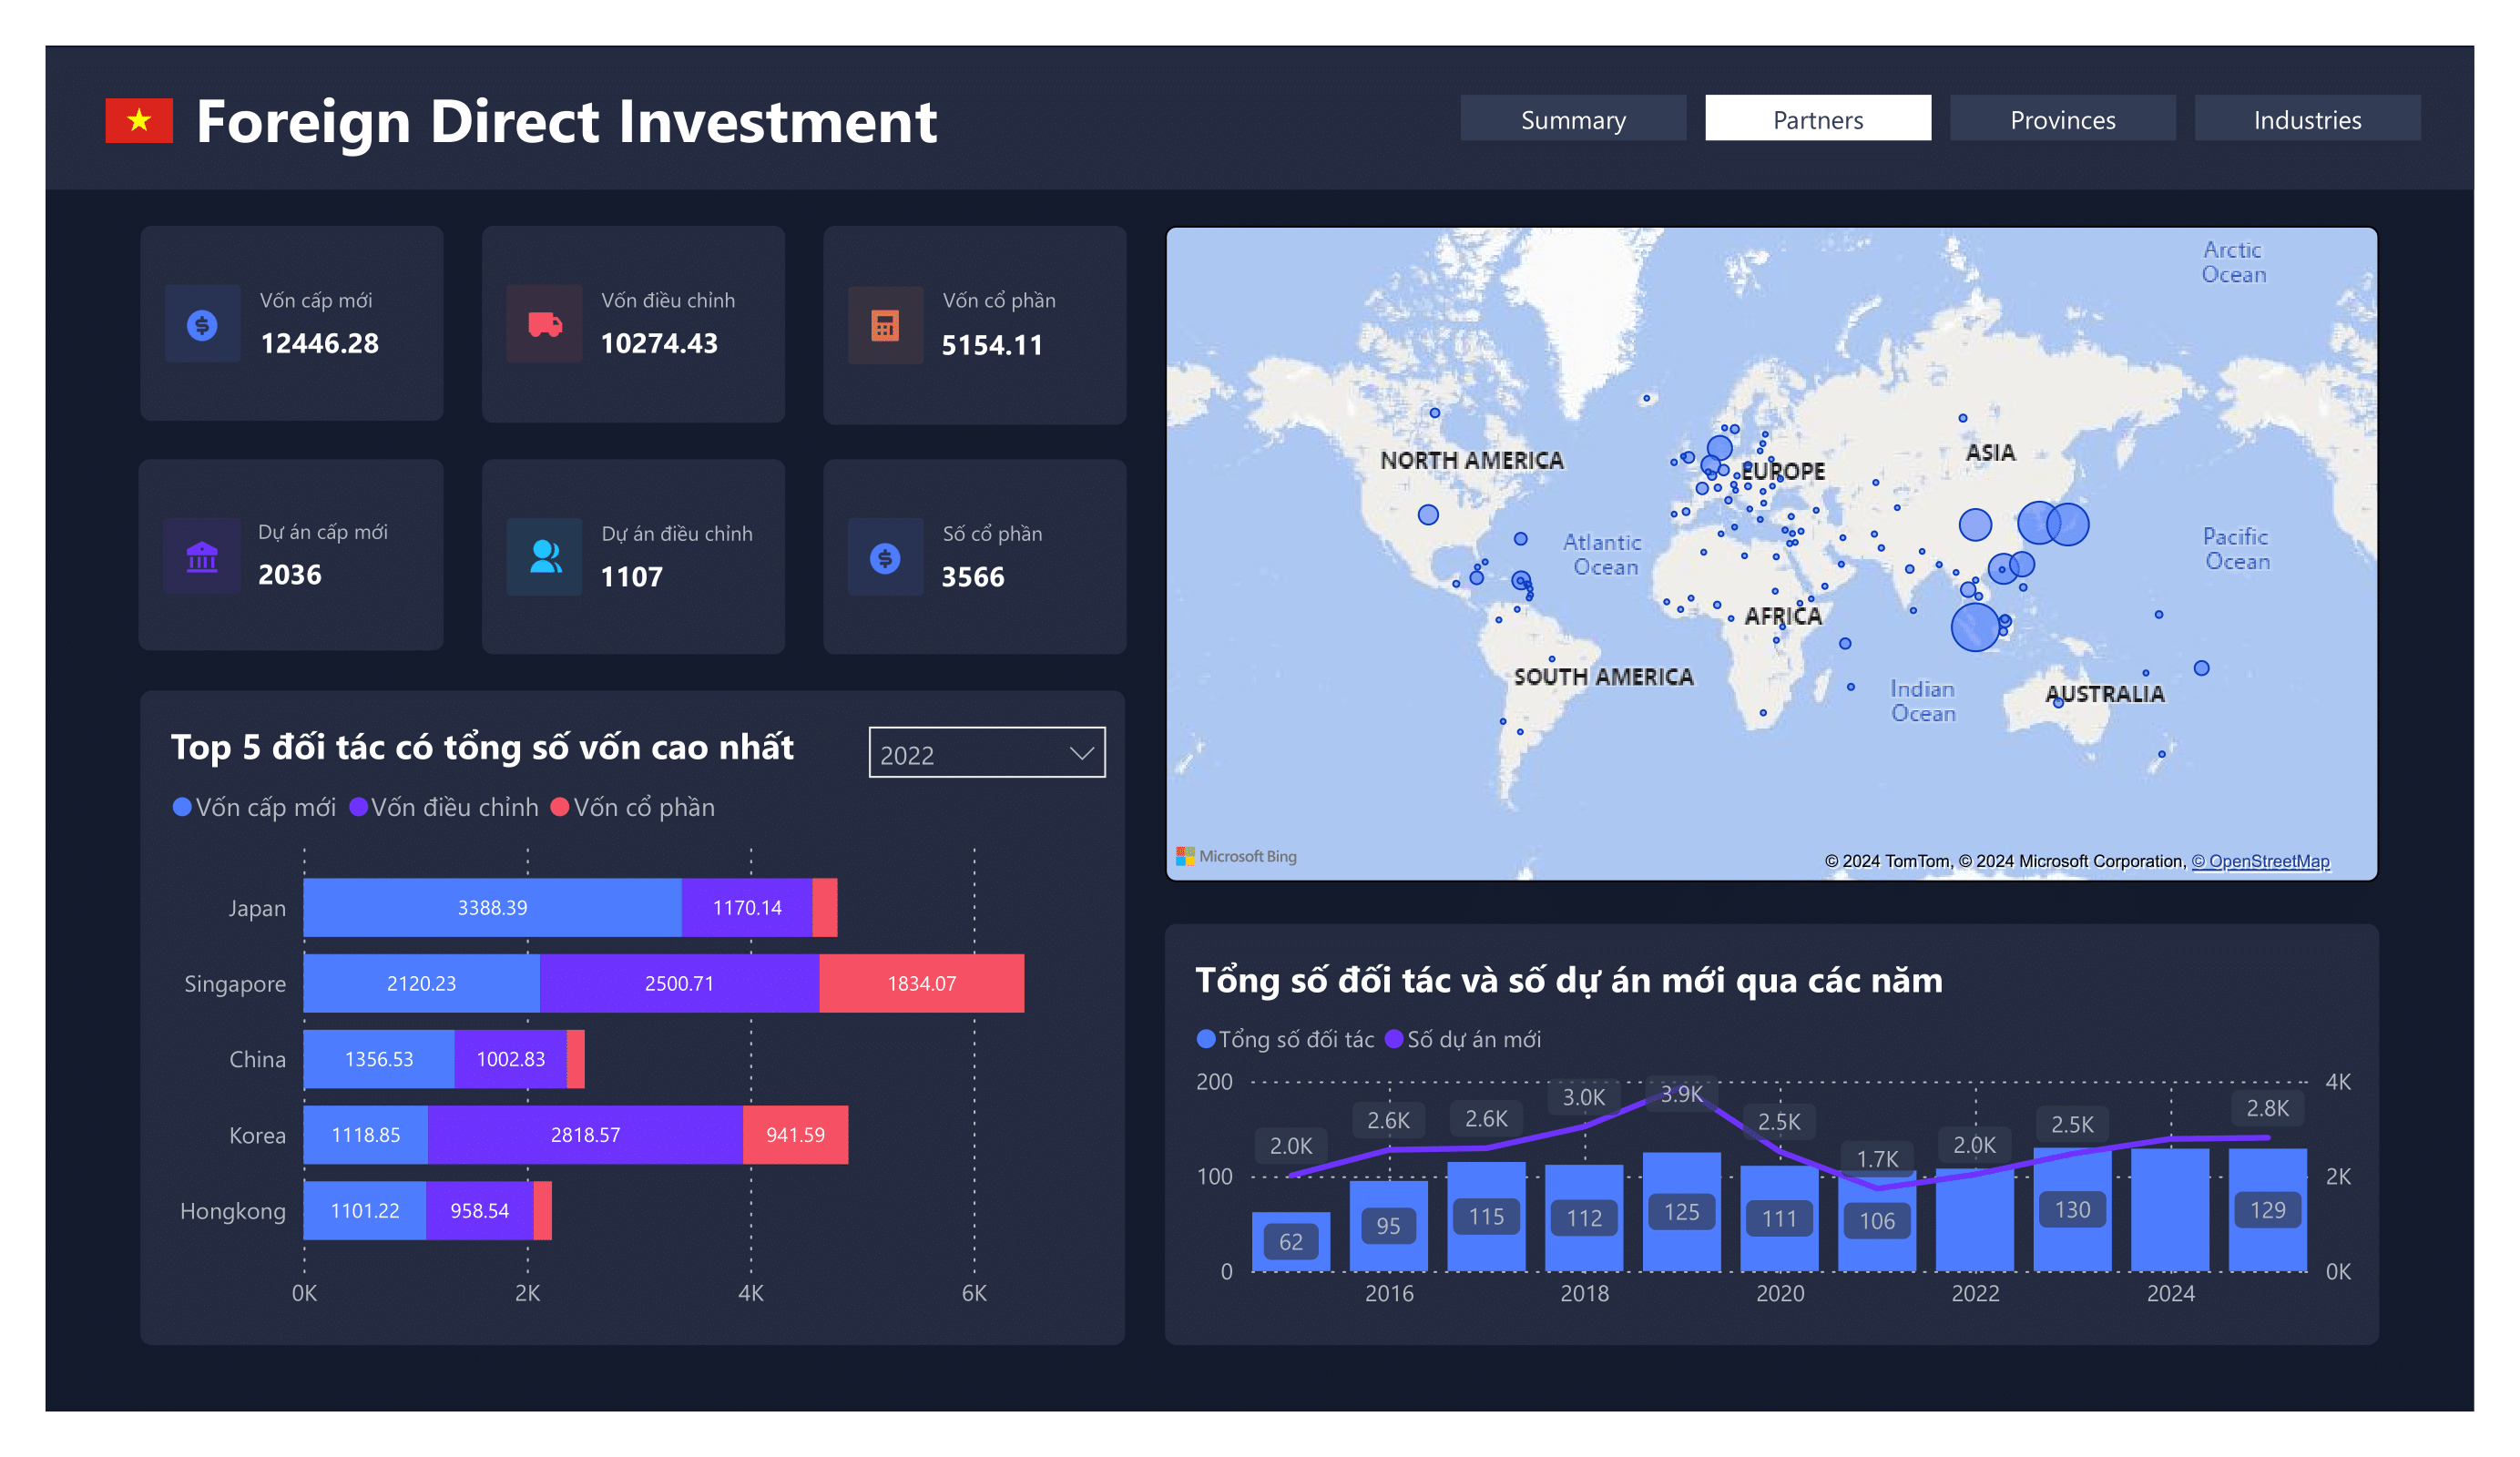 Foreign Direct Investment
Summary
Partners
Provinces
Industries
Vốn cấp mới
12446.28
Vốn điều chỉnh
10274.43
Vốn cổ phần
5154.11
Dự án cấp mới
2036
Dự án điều chỉnh
1107
Số cổ phần
3566
Arctic
Ocean
NORTH AMERICA
EUROPE
ASIA
Atlantic
Ocean
Pacific
Ocean
AFRICA
SOUTH AMERICA
Indian
Ocean
AUSTRALIA
Microsoft Bing
© 2024 TomTom, © 2024 Microsoft Corporation, © OpenStreetMap
Top 5 đối tác có tổng số vốn cao nhất
2022
Vốn cấp mới Vốn điều chỉnh Vốn cổ phần
Japan 3388.39 1170.14
Singapore 2120.23 2500.71 1834.07
China 1356.53 1002.83
Korea 1118.85 2818.57 941.59
Hongkong 1101.22 958.54
0K 2K 4K 6K
Tổng số đối tác và số dự án mới qua các năm
Tổng số đối tác Số dự án mới
200
100
0
4K
2K
0K
2.0K 2.6K 2.6K 3.0K 3.9K 2.5K 1.7K 2.0K 2.5K 2.8K
62 95 115 112 125 111 106 130 129
2016 2018 2020 2022 2024